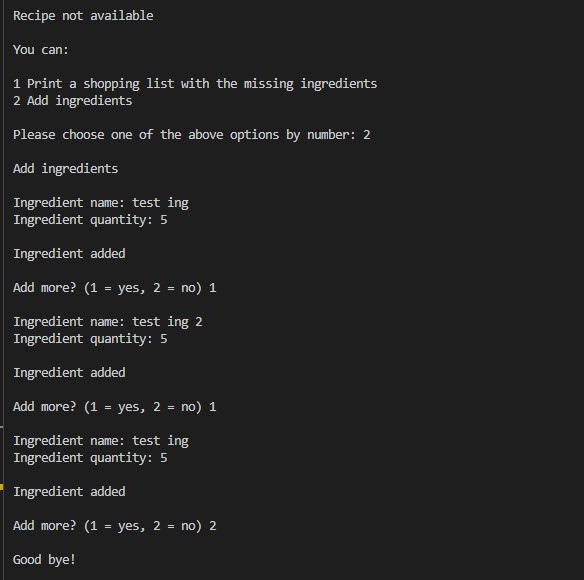 Recipe not available
You can:
1 Print a shopping list with the missing ingredients
2 Add ingredients
Please choose one of the above options by number: 2
Add ingredients
Ingredient name: test ing
Ingredient quantity: 5
Ingredient added
Add more? (1 = yes, 2 = no) 1
Ingredient name: test ing 2
Ingredient quantity: 5
Ingredient added
Add more? (1 = yes, 2 = no) 1
Ingredient name: test ing
Ingredient quantity: 5
Ingredient added
Add more? (1 = yes, 2 = no) 2
Good bye!